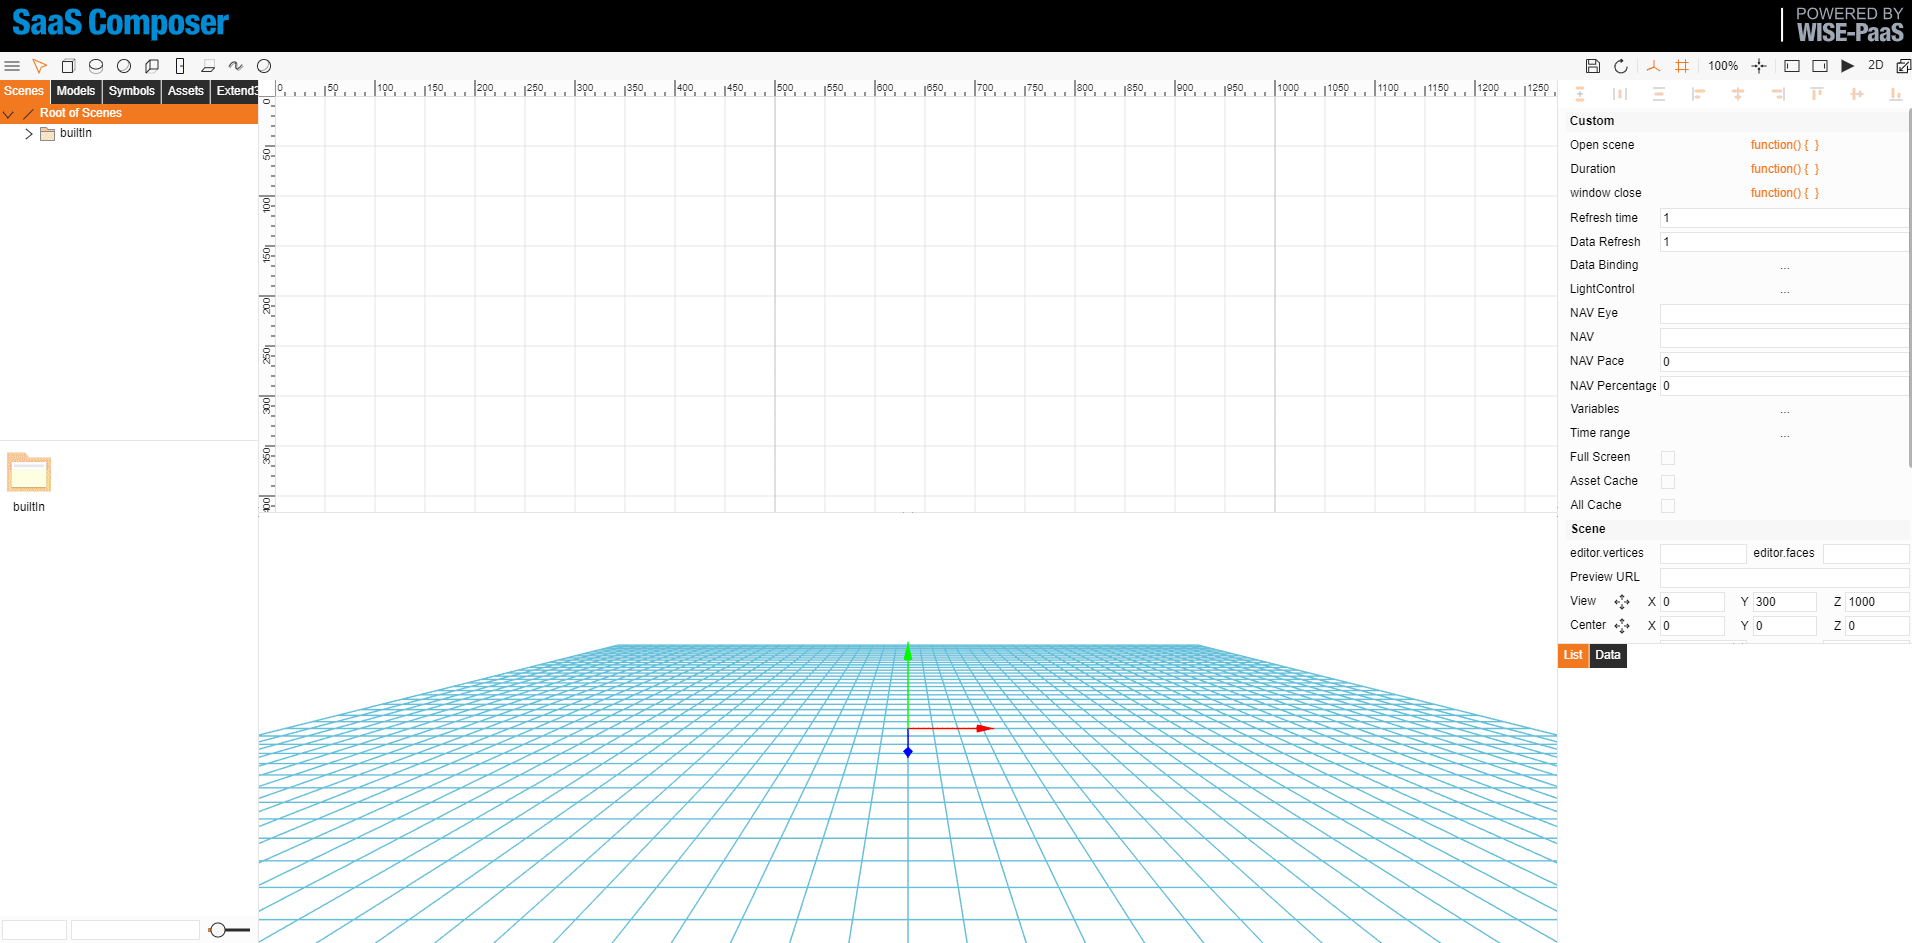 SaaS Composer
POWERED BY
WISE-PaaS
100%
2D
Scenes Models Symbols Assets Extend3
Root of Scenes
builtIn
builtIn
0 50 100 150 200 250 300 350 400 450 500 550 600 650 700 750 800 850 900 950 1000 1050 1100 1150 1200 1250
0
50
100
150
200
250
300
350
400
Custom
Open scene function() { }
Duration function() { }
window close function() { }
Refresh time 1
Data Refresh 1
Data Binding ...
LightControl ...
NAV Eye
NAV
NAV Pace 0
NAV Percentage 0
Variables ...
Time range ...
Full Screen
Asset Cache
All Cache
Scene
editor.vertices editor.faces
Preview URL
View X 0 Y 300 Z 1000
Center X 0 Y 0 Z 0
List Data